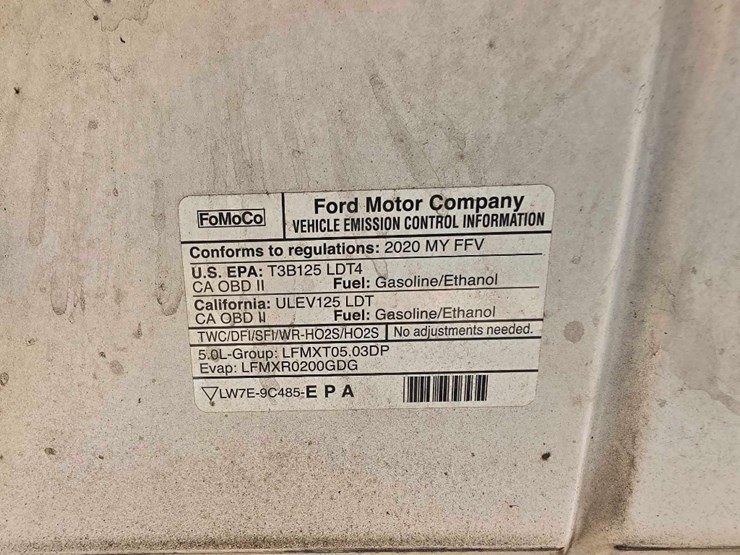 FoMoCo
Ford Motor Company
VEHICLE EMISSION CONTROL INFORMATION
Conforms to regulations: 2020 MY FFV
U.S. EPA: T3B125 LDT4
CA OBD II Fuel: Gasoline/Ethanol
California: ULEV125 LDT
CA OBD II Fuel: Gasoline/Ethanol
TWC/DFI/SFI/WR-HO2S/HO2S No adjustments needed.
5.0L-Group: LFMXT05.03DP
Evap: LFMXR0200GDG
LW7E-9C485-E P A